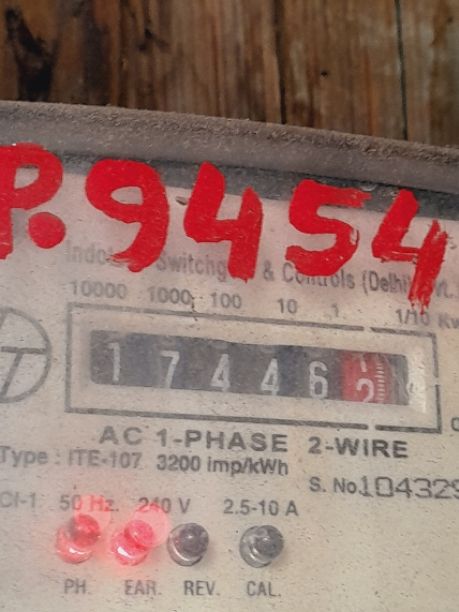 P.9454
Switchg & Controls (Delhi)
10000 1000 100 10 1 1/10
1 7 4 4 6 2
AC 1-PHASE 2-WIRE
Type : ITE-107 3200 imp/kWh
S. No.104329
50 Hz. 240 V 2.5-10 A
PH. EAR. REV. CAL.